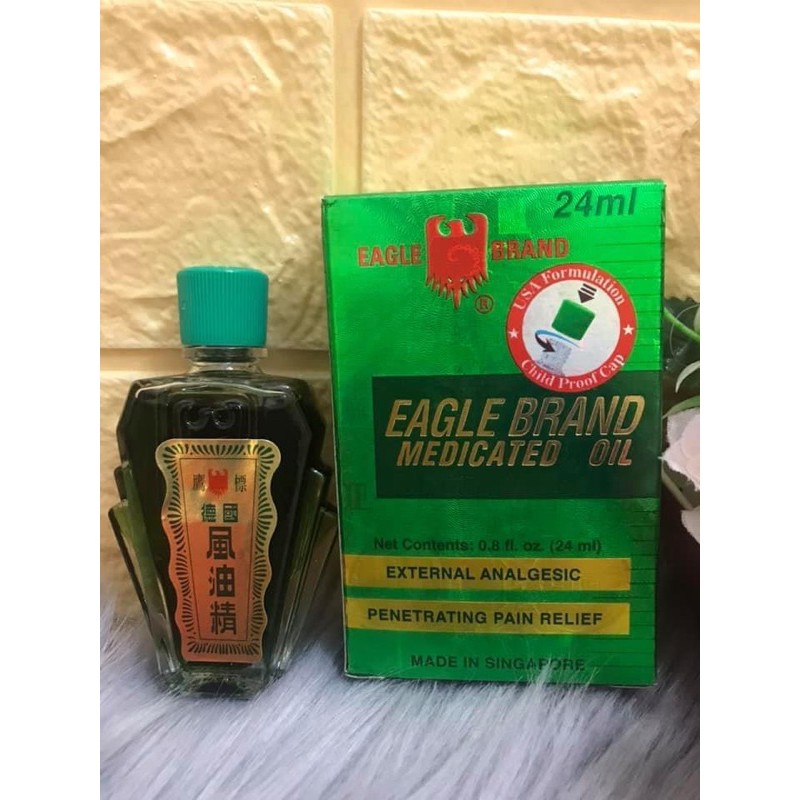 鷹 標
德國
風油精
24ml
EAGLE BRAND
®
USA Formulation
Child Proof Cap
EAGLE BRAND
MEDICATED OIL
Net Contents: 0.8 fl. oz. (24 ml)
EXTERNAL ANALGESIC
PENETRATING PAIN RELIEF
MADE IN SINGAPORE